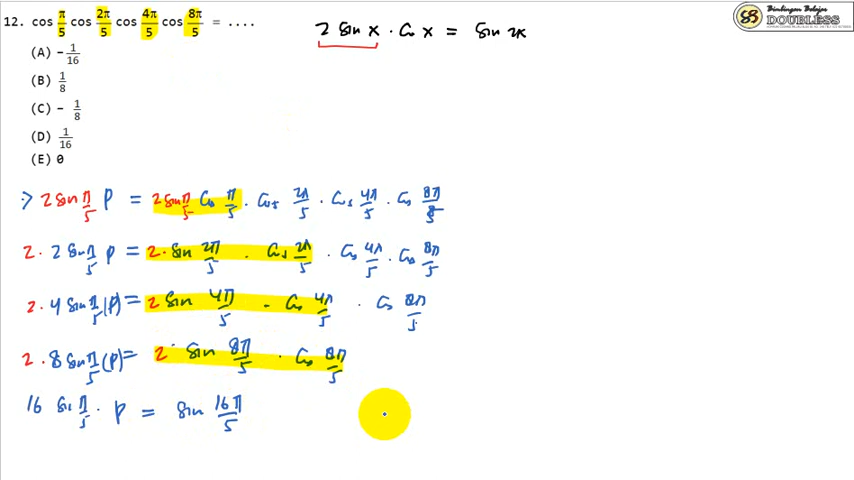 12. cos π/5 cos 2π/5 cos 4π/5 cos 8π/5 = ....
(A) - 1/16
(B) 1/8
(C) - 1/8
(D) 1/16
(E) 0
2 sin x . cos x = sin 2x
Bimbingan Belajar
DOUBLESS
=> 2 sin π/5 P = 2 sin π/5 cos π/5 . cos 2π/5 . cos 4π/5 . cos 8π/5
2 . 2 sin π/5 P = 2 . sin 2π/5 . cos 2π/5 . cos 4π/5 . cos 8π/5
2 . 4 sin π/5 (P) = 2 sin 4π/5 . cos 4π/5 . cos 8π/5
2 . 8 sin π/5 (P) = 2 . sin 8π/5 . cos 8π/5
16 sin π/5 . P = sin 16π/5